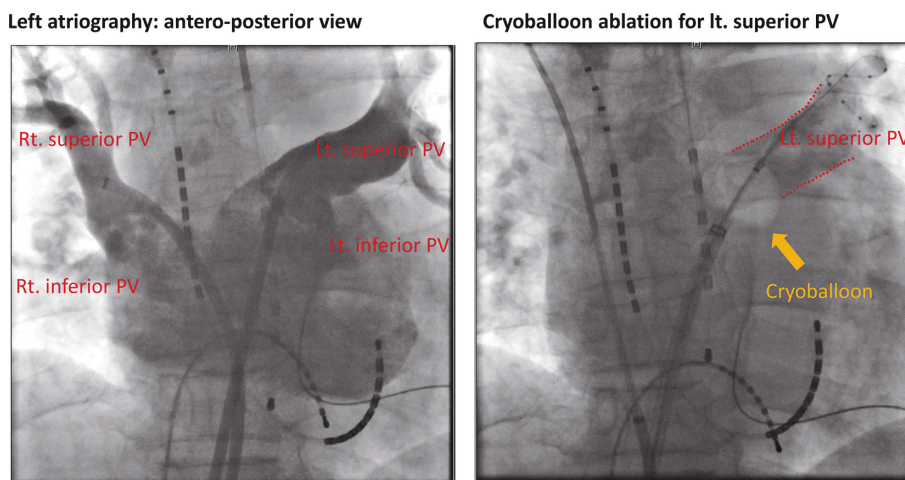 Left atriography: antero-posterior view
Cryoballoon ablation for lt. superior PV
Rt. superior PV
Lt. superior PV
Lt. inferior PV
Rt. inferior PV
Lt. superior PV
Cryoballoon